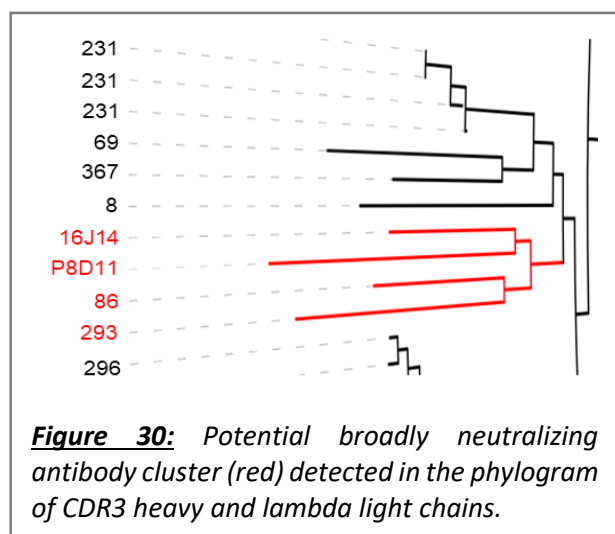 231
231
231
69
367
8
16J14
P8D11
86
293
296
Figure 30: Potential broadly neutralizing
antibody cluster (red) detected in the phylogram
of CDR3 heavy and lambda light chains.